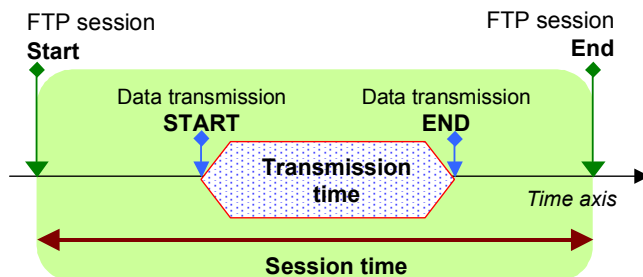 FTP session
Start
FTP session
End
Data transmission
START
Data transmission
END
Transmission
time
Time axis
Session time